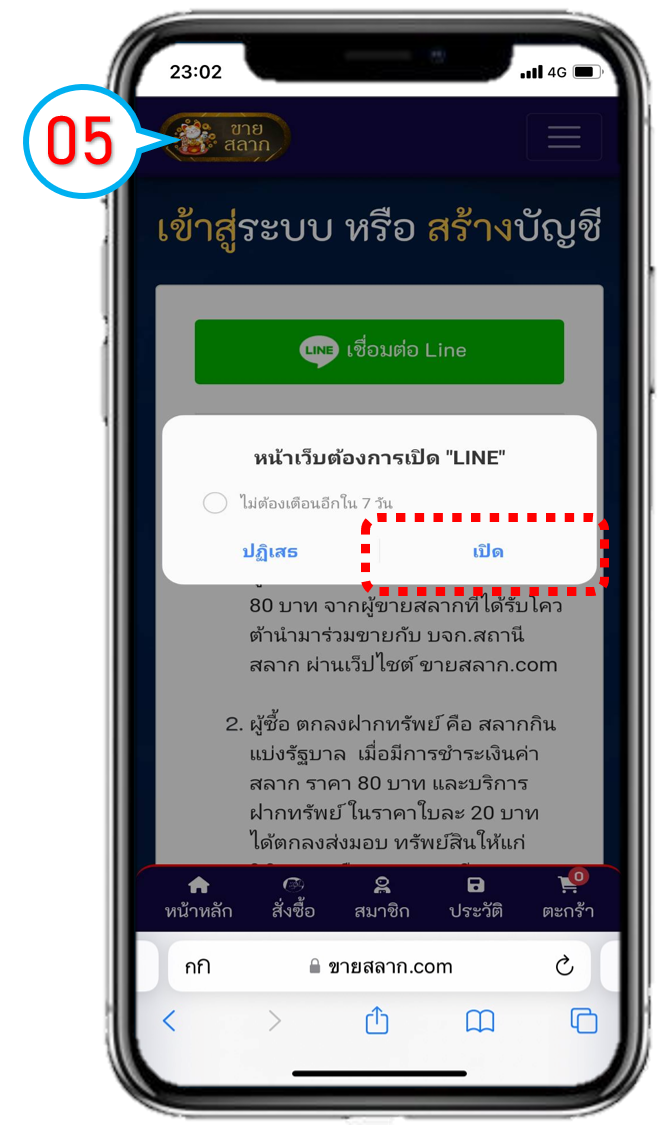 23:02
4G
05
ขาย
สลาก
เข้าสู่ระบบ หรือ สร้างบัญชี
LINE เชื่อมต่อ Line
หน้าเว็บต้องการเปิด "LINE"
ไม่ต้องเตือนอีกใน 7 วัน
ปฏิเสธ
เปิด
80 บาท จากผู้ขายสลากที่ได้รับโคว
ต้านำมาร่วมขายกับ บจก.สถานี
สลาก ผ่านเว็ปไซต์ ขายสลาก.com
2. ผู้ซื้อ ตกลงฝากทรัพย์ คือ สลากกิน
แบ่งรัฐบาล เมื่อมีการชำระเงินค่า
สลาก ราคา 80 บาท และบริการ
ฝากทรัพย์ ในราคาใบละ 20 บาท
ได้ตกลงส่งมอบ ทรัพย์สินให้แก่
0
หน้าหลัก
สั่งซื้อ
สมาชิก
ประวัติ
ตะกร้า
กกิ
ขายสลาก.com